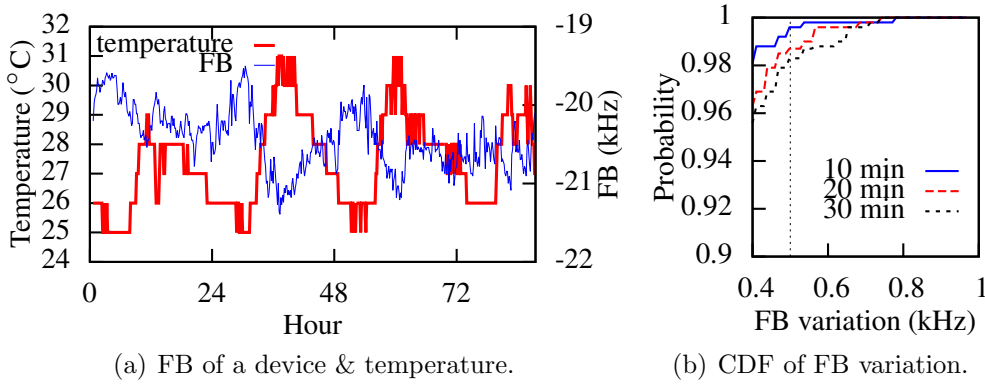 32
31
30
29
28
27
26
25
24
Temperature (°C)
temperature
FB
-19
-20
-21
-22
FB (kHz)
0
24
48
72
Hour
(a) FB of a device & temperature.
1
0.98
0.96
0.94
0.92
0.9
Probability
10 min
20 min
30 min
0.4
0.6
0.8
1
FB variation (kHz)
(b) CDF of FB variation.